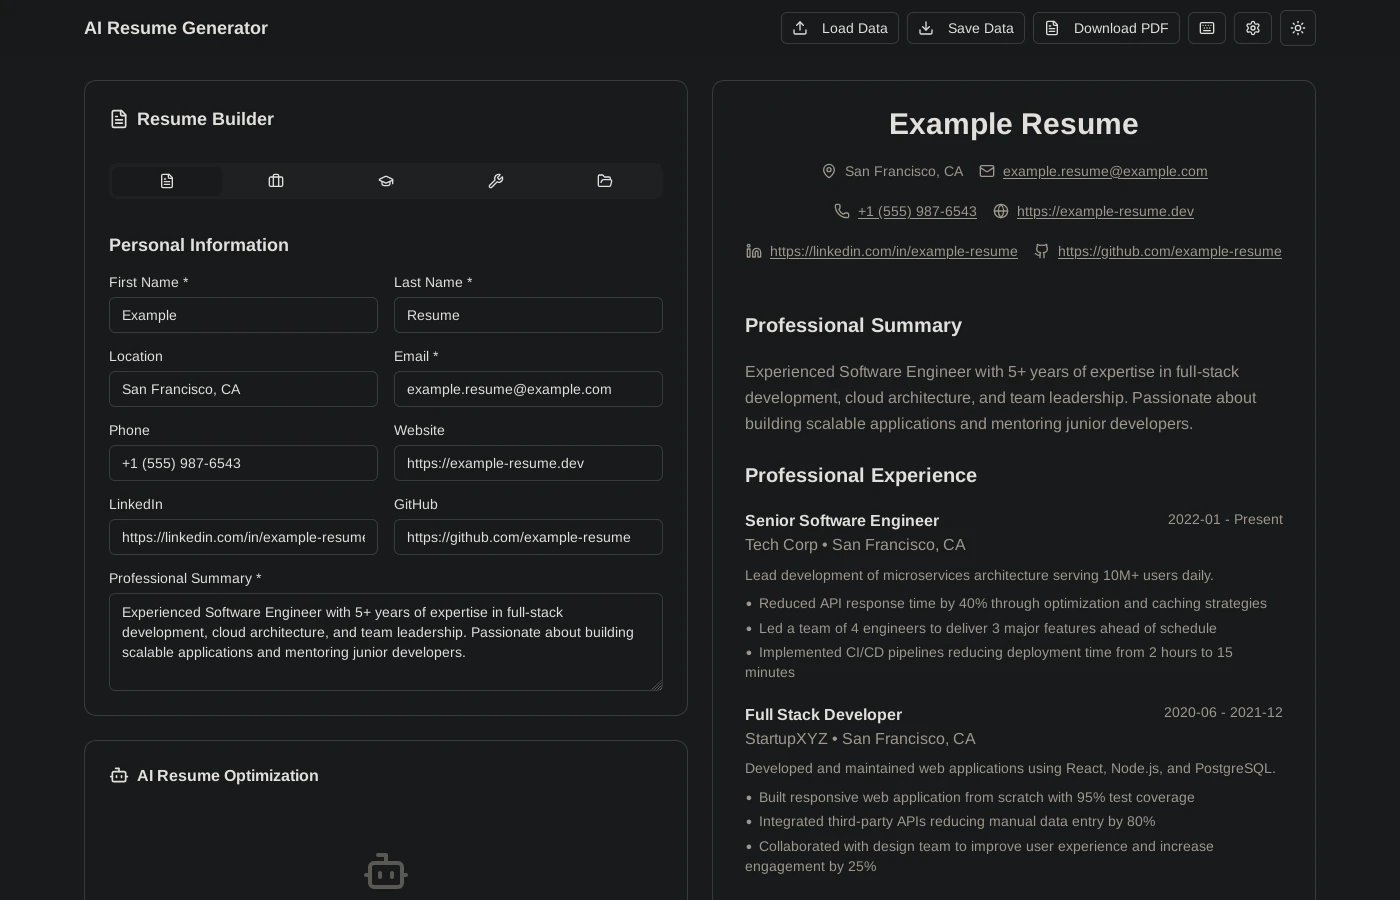 AI Resume Generator
Load Data
Save Data
Download PDF
Resume Builder
Personal Information
First Name *
Last Name *
Example
Resume
Location
Email *
San Francisco, CA
example.resume@example.com
Phone
Website
+1 (555) 987-6543
https://example-resume.dev
LinkedIn
GitHub
https://linkedin.com/in/example-resume
https://github.com/example-resume
Professional Summary *
Experienced Software Engineer with 5+ years of expertise in full-stack
development, cloud architecture, and team leadership. Passionate about building
scalable applications and mentoring junior developers.
AI Resume Optimization
Example Resume
San Francisco, CA
example.resume@example.com
+1 (555) 987-6543
https://example-resume.dev
https://linkedin.com/in/example-resume
https://github.com/example-resume
Professional Summary
Experienced Software Engineer with 5+ years of expertise in full-stack
development, cloud architecture, and team leadership. Passionate about
building scalable applications and mentoring junior developers.
Professional Experience
Senior Software Engineer
2022-01 - Present
Tech Corp • San Francisco, CA
Lead development of microservices architecture serving 10M+ users daily.
• Reduced API response time by 40% through optimization and caching strategies
• Led a team of 4 engineers to deliver 3 major features ahead of schedule
• Implemented CI/CD pipelines reducing deployment time from 2 hours to 15
minutes
Full Stack Developer
2020-06 - 2021-12
StartupXYZ • San Francisco, CA
Developed and maintained web applications using React, Node.js, and PostgreSQL.
• Built responsive web application from scratch with 95% test coverage
• Integrated third-party APIs reducing manual data entry by 80%
• Collaborated with design team to improve user experience and increase
engagement by 25%